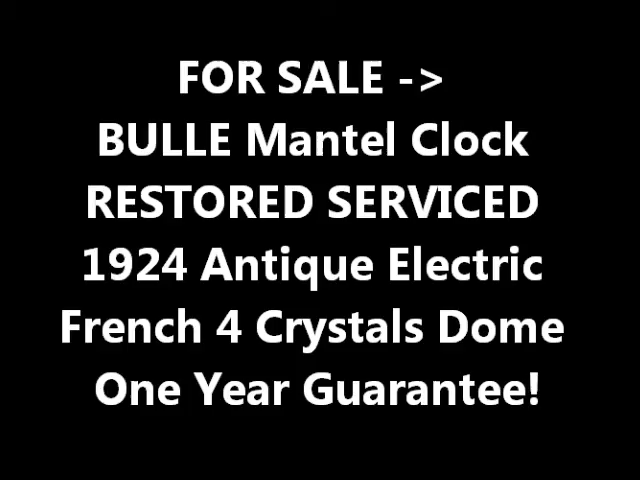 FOR SALE ->
BULLE Mantel Clock
RESTORED SERVICED
1924 Antique Electric
French 4 Crystals Dome
One Year Guarantee!